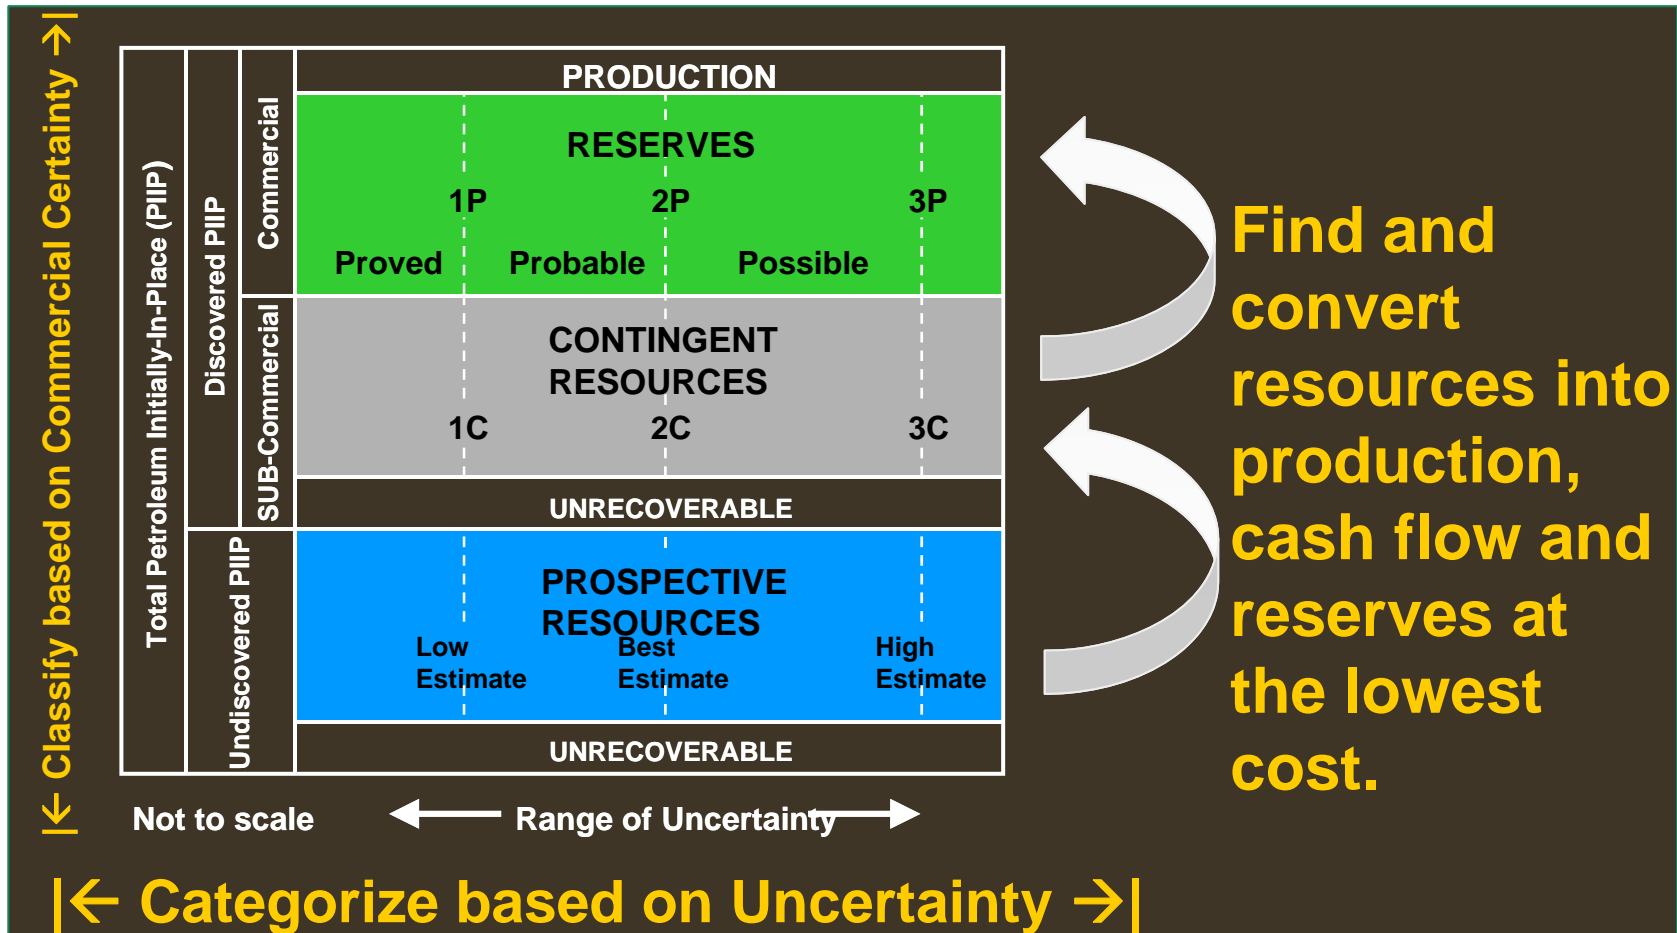 |← Classify based on Commercial Certainty →|
Total Petroleum Initially-In-Place (PIIP)
Discovered PIIP
Undiscovered PIIP
Commercial
SUB-Commercial
PRODUCTION
RESERVES
1P 2P 3P
Proved Probable Possible
CONTINGENT
RESOURCES
1C 2C 3C
UNRECOVERABLE
PROSPECTIVE
RESOURCES
Low Best High
Estimate Estimate Estimate
UNRECOVERABLE
Not to scale Range of Uncertainty
|← Categorize based on Uncertainty →|
Find and
convert
resources into
production,
cash flow and
reserves at
the lowest
cost.